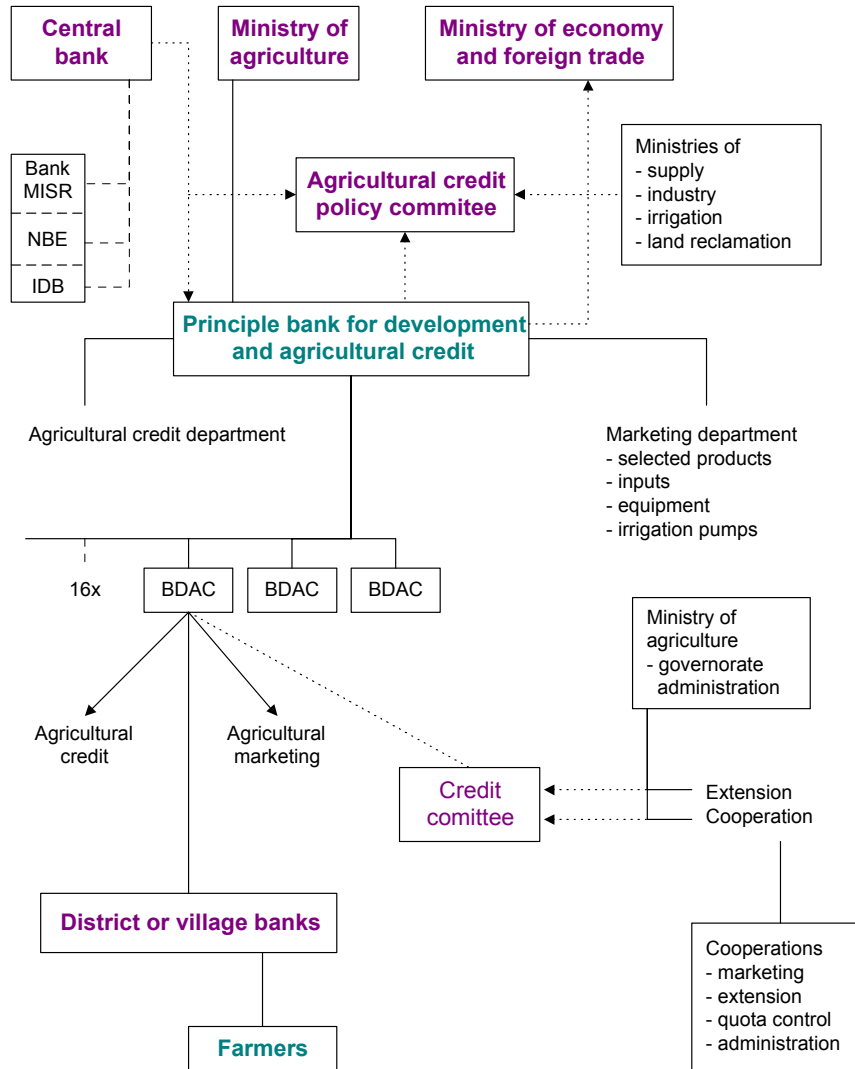 Central
bank
Ministry of
agriculture
Ministry of economy
and foreign trade
Bank
MISR
NBE
IDB
Agricultural credit
policy commitee
Ministries of
- supply
- industry
- irrigation
- land reclamation
Principle bank for development
and agricultural credit
Agricultural credit department
Marketing department
- selected products
- inputs
- equipment
- irrigation pumps
16x
BDAC
BDAC
BDAC
Ministry of
agriculture
- governorate
administration
Agricultural
credit
Agricultural
marketing
Credit
comittee
Extension
Cooperation
District or village banks
Cooperations
- marketing
- extension
- quota control
- administration
Farmers